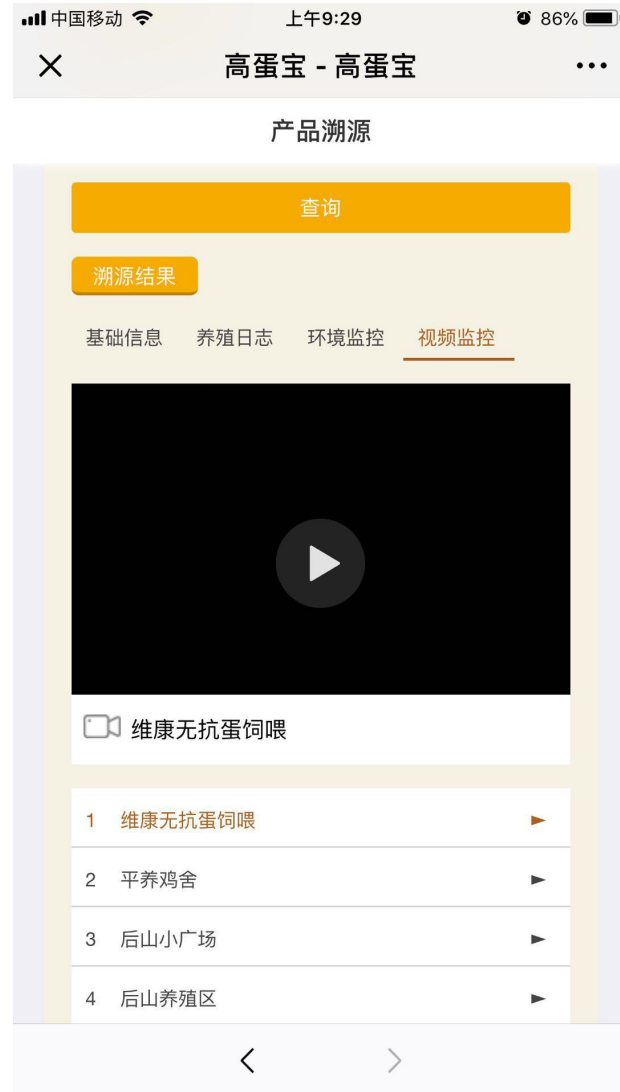 中国移动 上午9:29 86%
高蛋宝 - 高蛋宝
产品溯源
查询
溯源结果
基础信息 养殖日志 环境监控 视频监控
维康无抗蛋饲喂
1 维康无抗蛋饲喂
2 平养鸡舍
3 后山小广场
4 后山养殖区